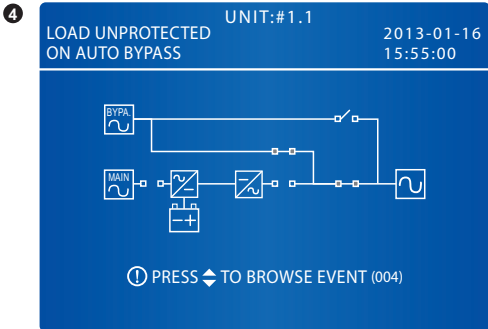 4
UNIT:#1.1
LOAD UNPROTECTED
2013-01-16
ON AUTO BYPASS
15:55:00
BYPA.
MAIN
! PRESS TO BROWSE EVENT (004)